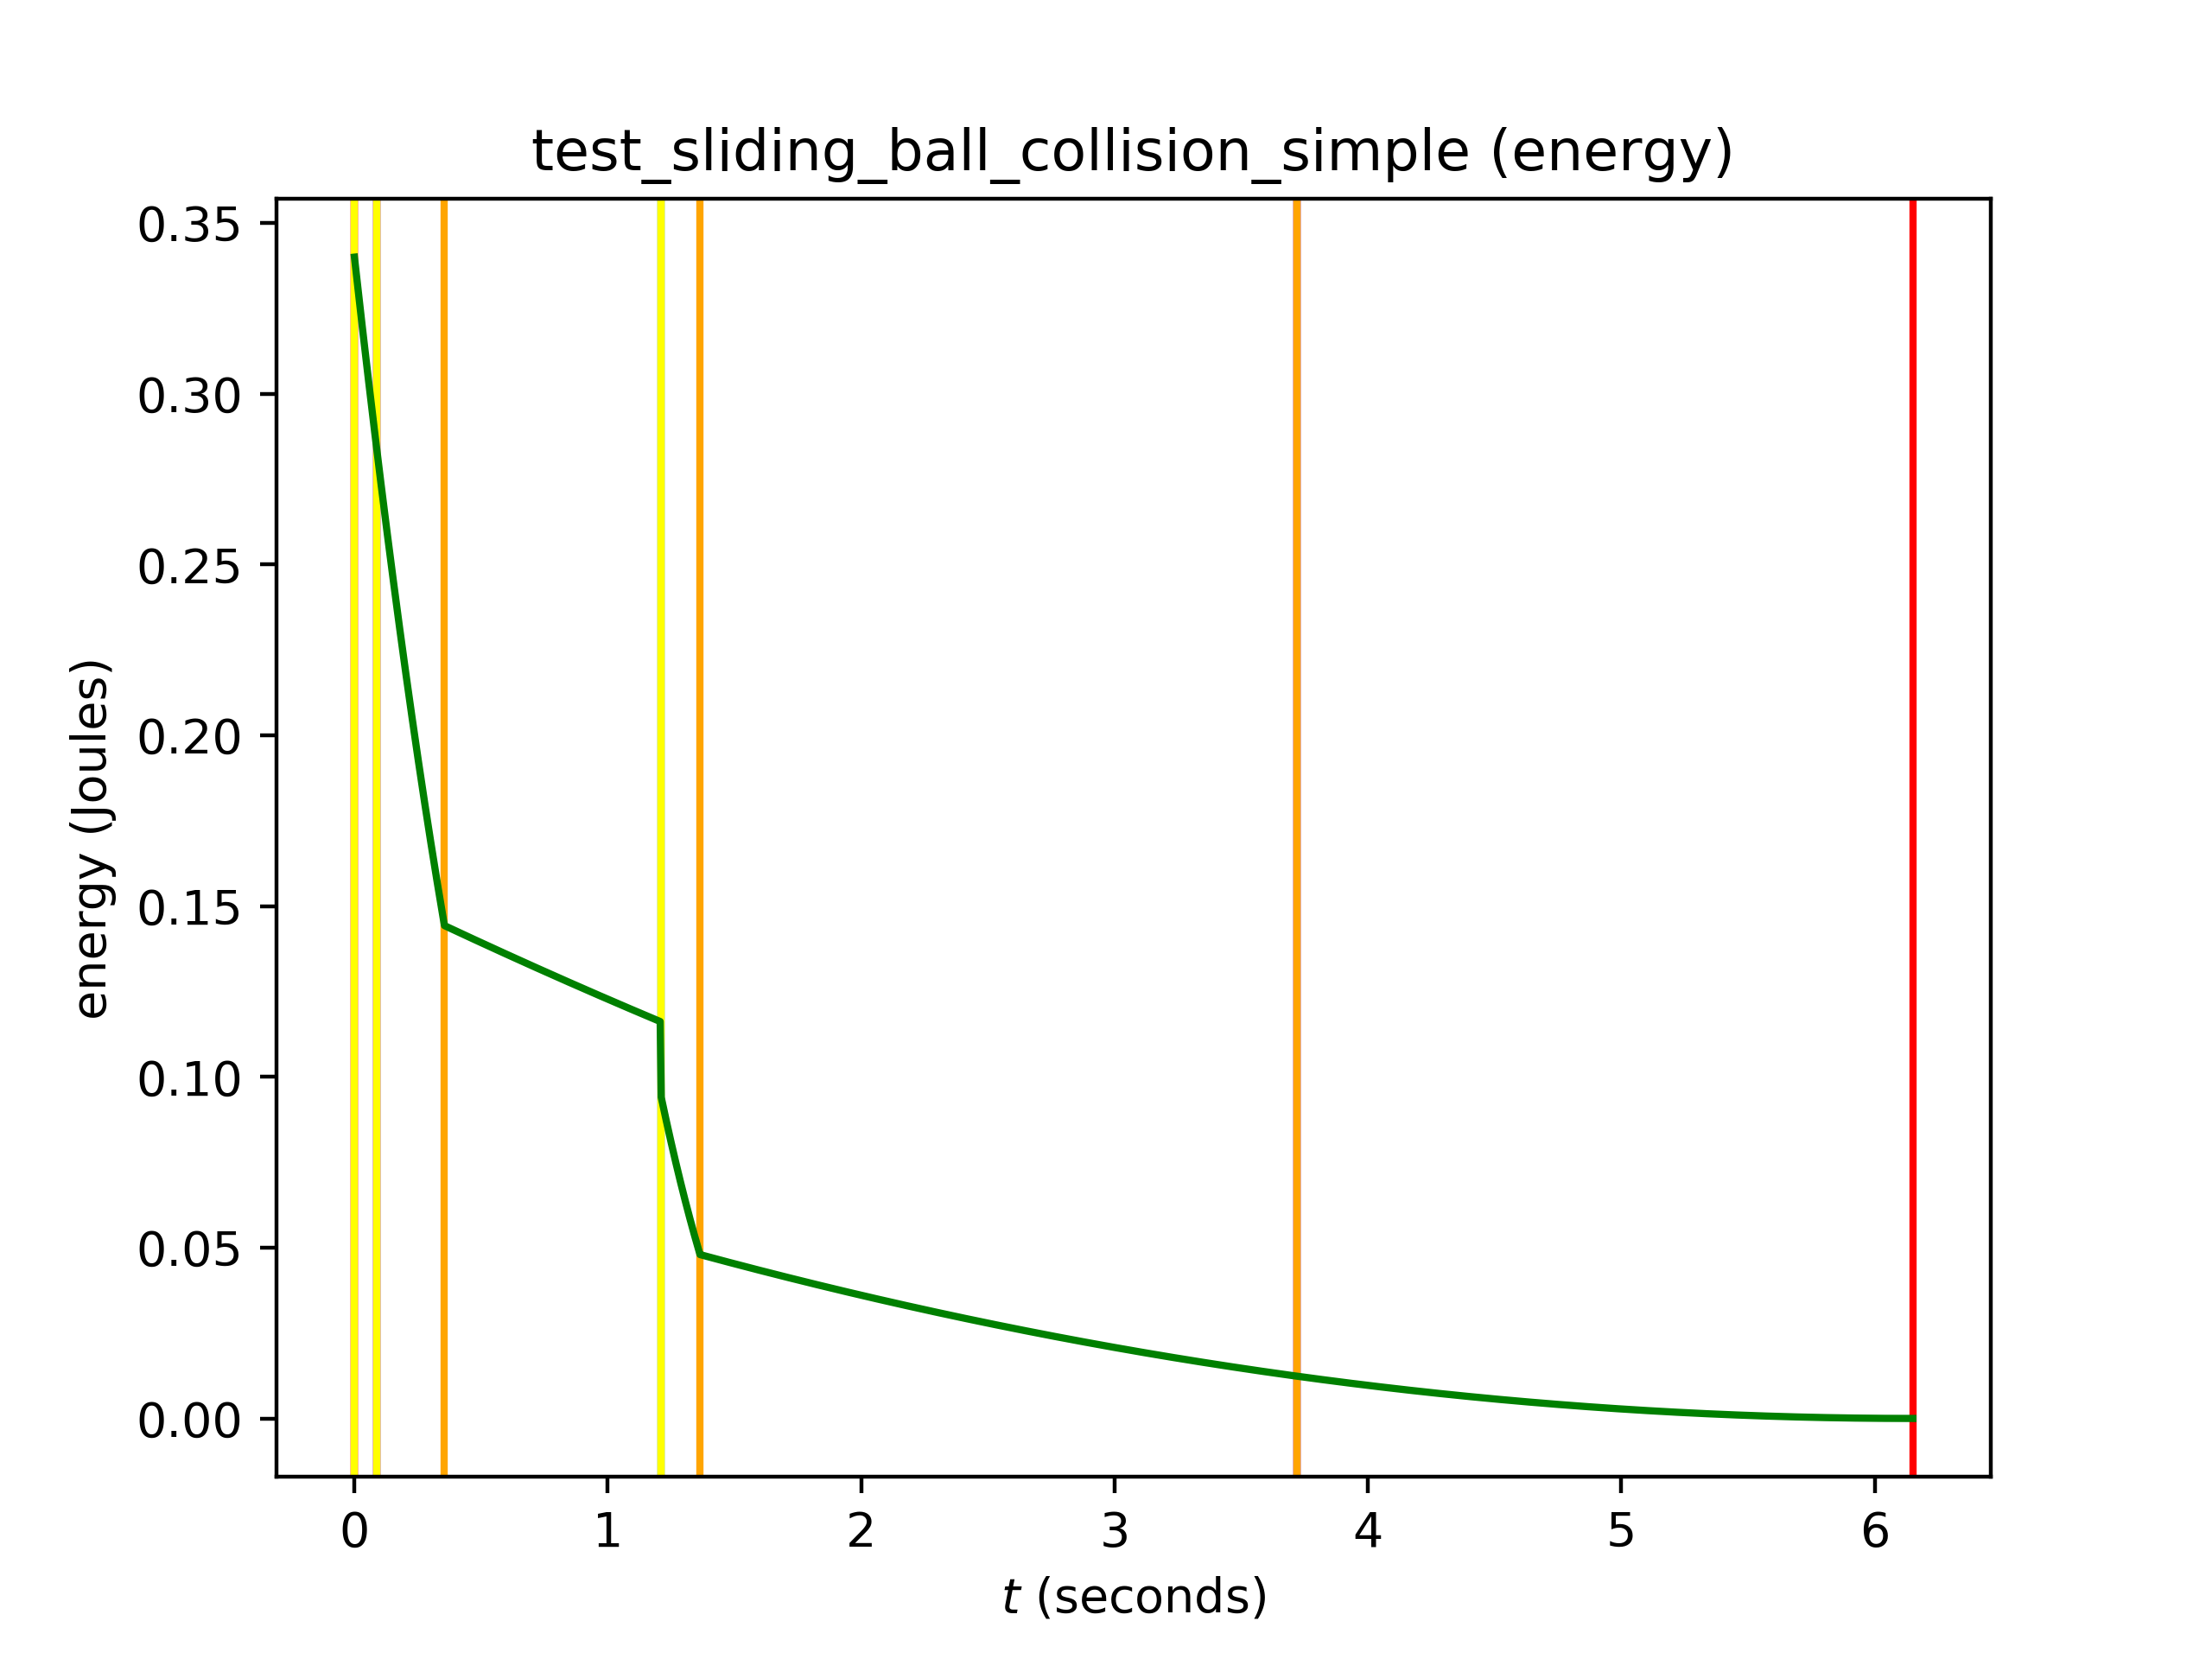 test_sliding_ball_collision_simple (energy)
0.35
0.30
0.25
0.20
0.15
0.10
0.05
0.00
energy (Joules)
0 1 2 3 4 5 6
t (seconds)